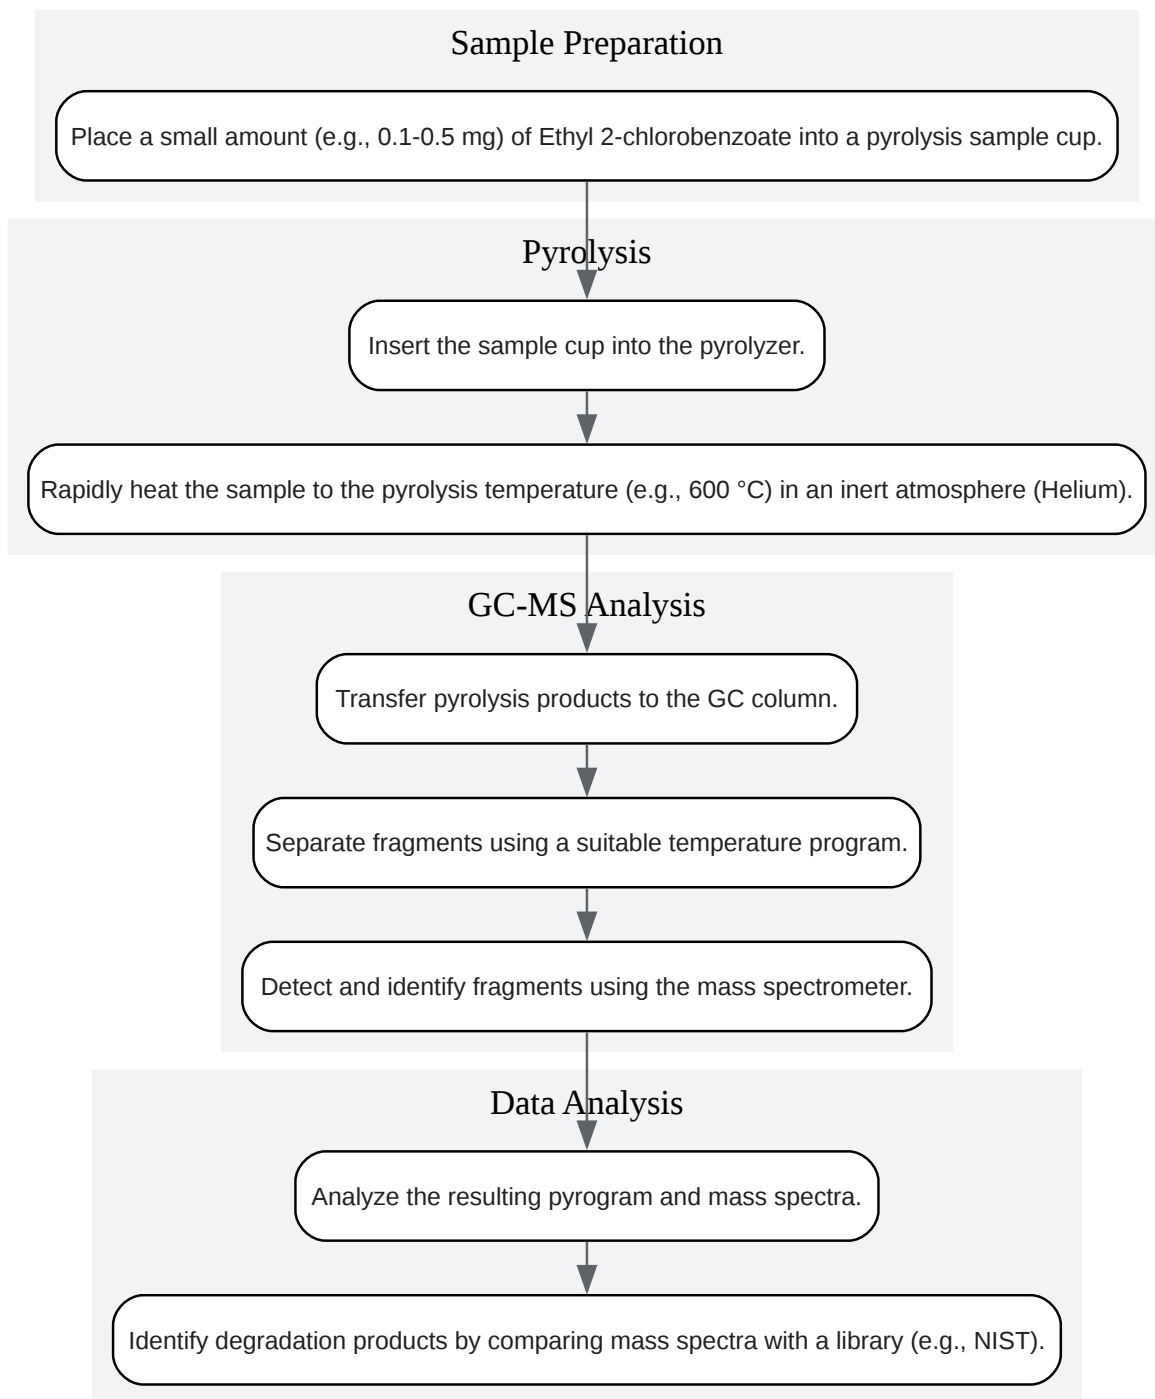 Sample Preparation
Place a small amount (e.g., 0.1-0.5 mg) of Ethyl 2-chlorobenzoate into a pyrolysis sample cup.
Pyrolysis
Insert the sample cup into the pyrolyzer.
Rapidly heat the sample to the pyrolysis temperature (e.g., 600 °C) in an inert atmosphere (Helium).
GC-MS Analysis
Transfer pyrolysis products to the GC column.
Separate fragments using a suitable temperature program.
Detect and identify fragments using the mass spectrometer.
Data Analysis
Analyze the resulting pyrogram and mass spectra.
Identify degradation products by comparing mass spectra with a library (e.g., NIST).